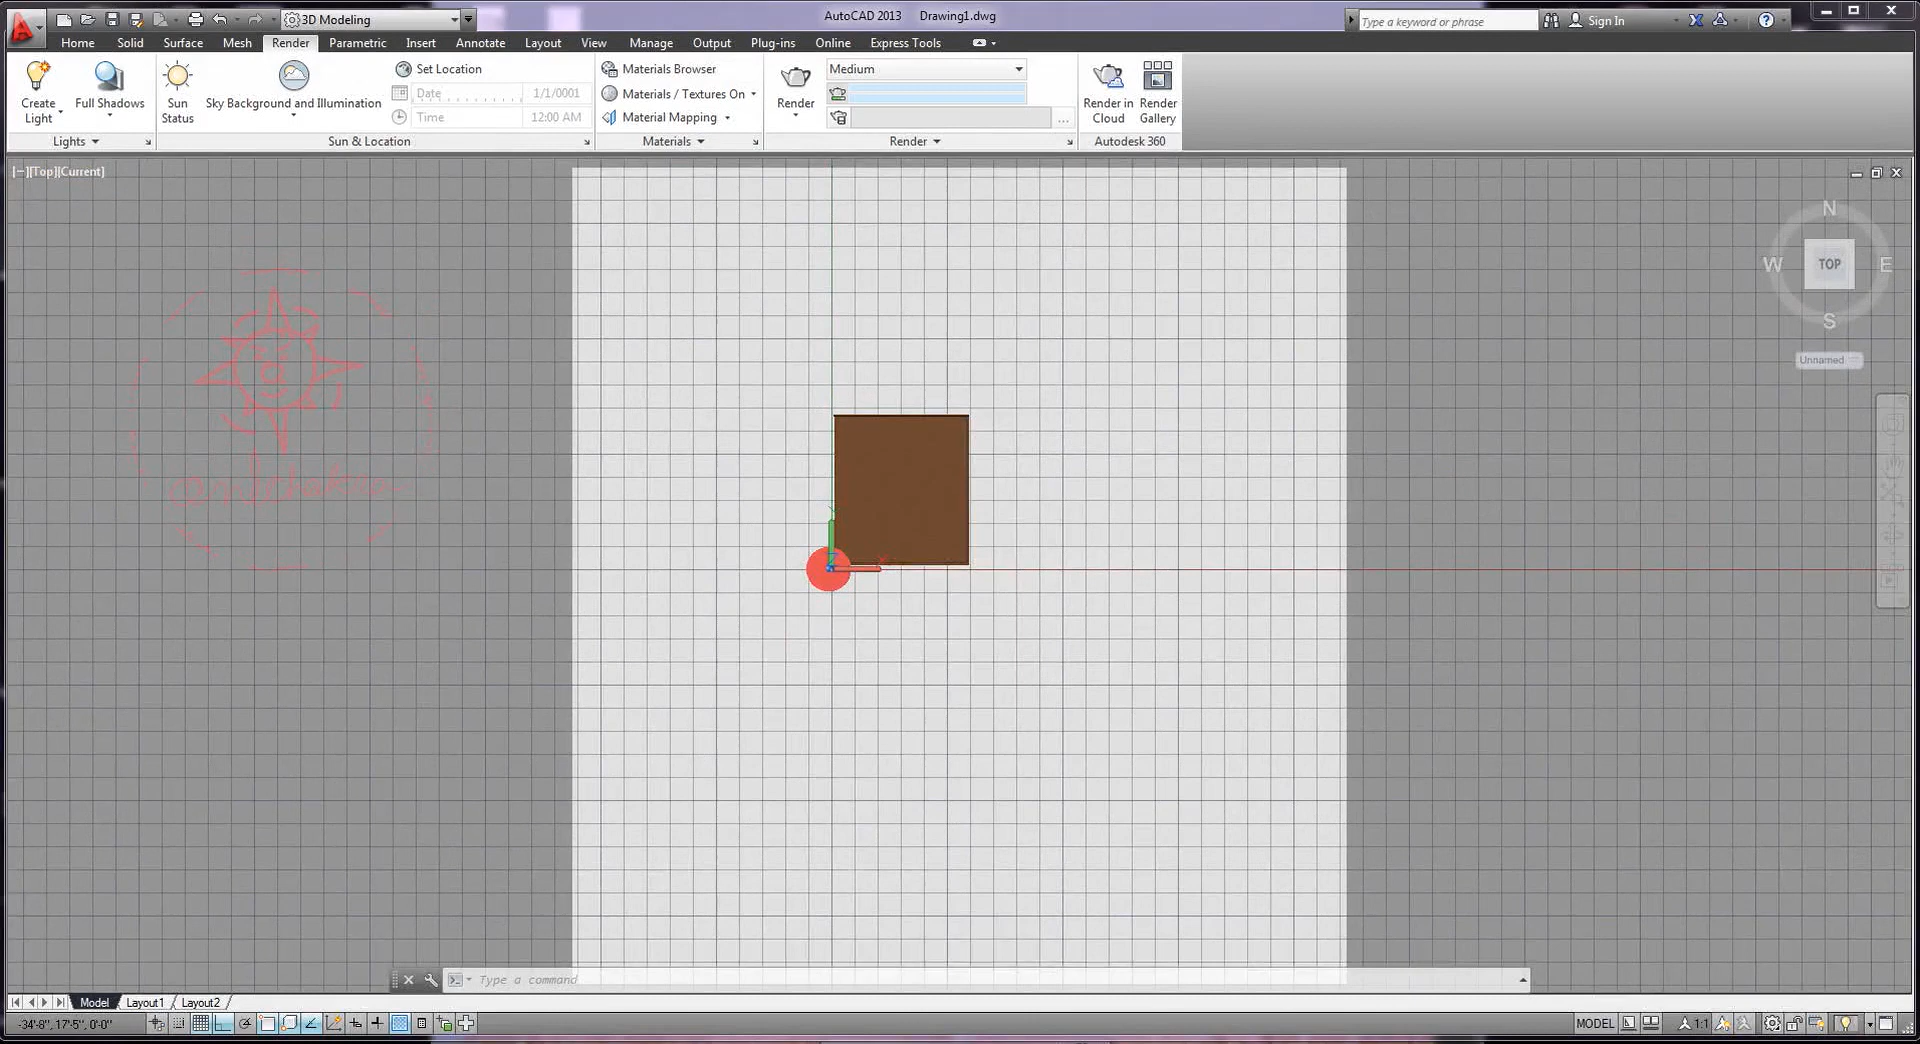 3D Modeling
AutoCAD 2013 Drawing1.dwg
Type a keyword or phrase
Sign In
Home Solid Surface Mesh Render Parametric Insert Annotate Layout View Manage Output Plug-ins Online Express Tools
Create Light
Full Shadows
Sun Status
Sky Background and Illumination
Set Location
Date 1/1/0001
Time 12:00 AM
Materials Browser
Materials / Textures On
Material Mapping
Render
Medium
...
Render in Cloud
Render Gallery
Lights
Sun & Location
Materials
Render
Autodesk 360
[−][Top][Current]
N
W TOP E
S
Unnamed
Type a command
Model Layout1 Layout2
-34'-8", 17'-5", 0'-0"
MODEL
1:1